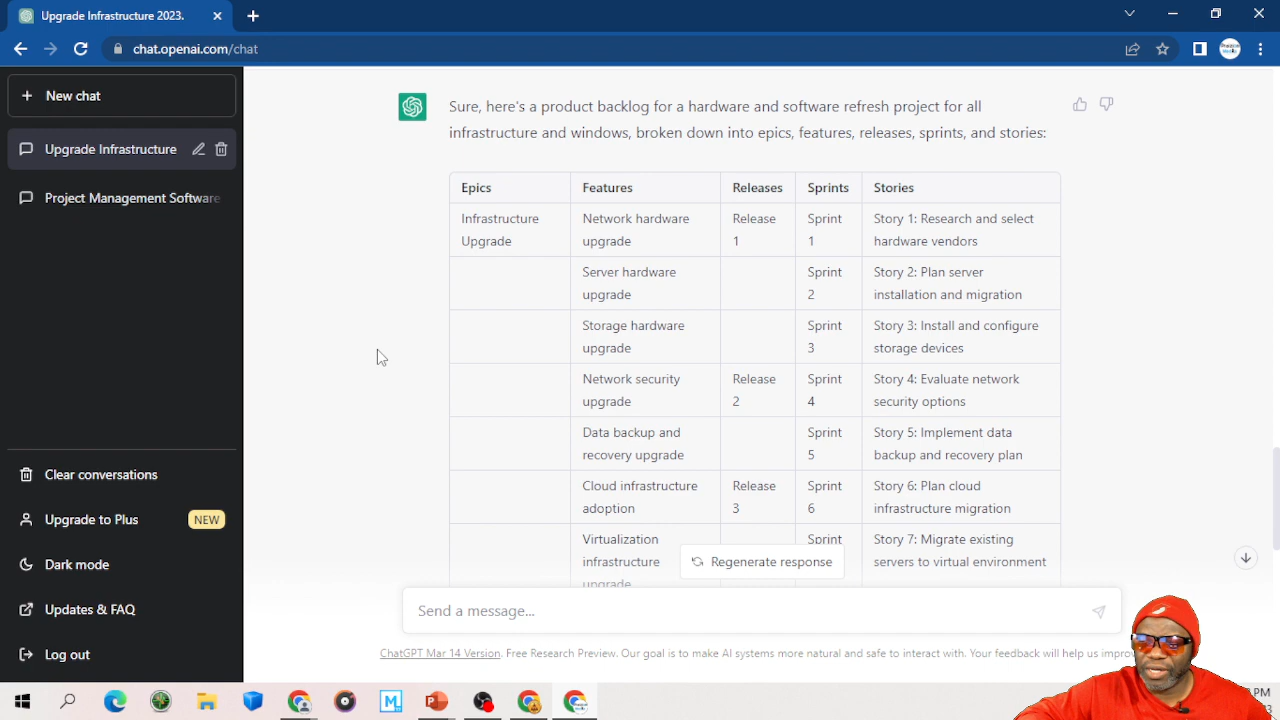 Upgrade Infrastructure 2023.
chat.openai.com/chat
New chat
Upgrade Infrastructure
Project Management Software
Clear conversations
Upgrade to Plus
NEW
Dark mode
Updates & FAQ
Log out
Sure, here's a product backlog for a hardware and software refresh project for all
infrastructure and windows, broken down into epics, features, releases, sprints, and stories:
Epics Features Releases Sprints Stories
Infrastructure Network hardware Release Sprint Story 1: Research and select
Upgrade upgrade 1 1 hardware vendors
Server hardware Sprint Story 2: Plan server
upgrade 2 installation and migration
Storage hardware Sprint Story 3: Install and configure
upgrade 3 storage devices
Network security Release Sprint Story 4: Evaluate network
upgrade 2 4 security options
Data backup and Sprint Story 5: Implement data
recovery upgrade 5 backup and recovery plan
Cloud infrastructure Release Sprint Story 6: Plan cloud
adoption 3 6 infrastructure migration
Virtualization Sprint Story 7: Migrate existing
infrastructure servers to virtual environment
upgrade
Regenerate response
Send a message...
ChatGPT Mar 14 Version. Free Research Preview. Our goal is to make AI systems more natural and safe to interact with. Your feedback will help us
PM